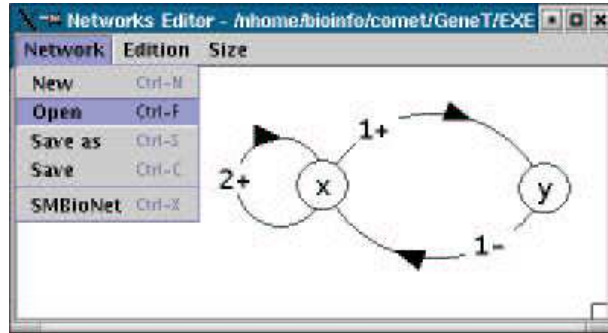 Networks Editor - /nhome/bioinfo/comet/GeneT/EXE
Network Edition Size
New Ctrl-N
Open Ctrl-F
Save as Ctrl-S
Save Ctrl-C
SMBioNet Ctrl-X
1+
2+
x
y
1-